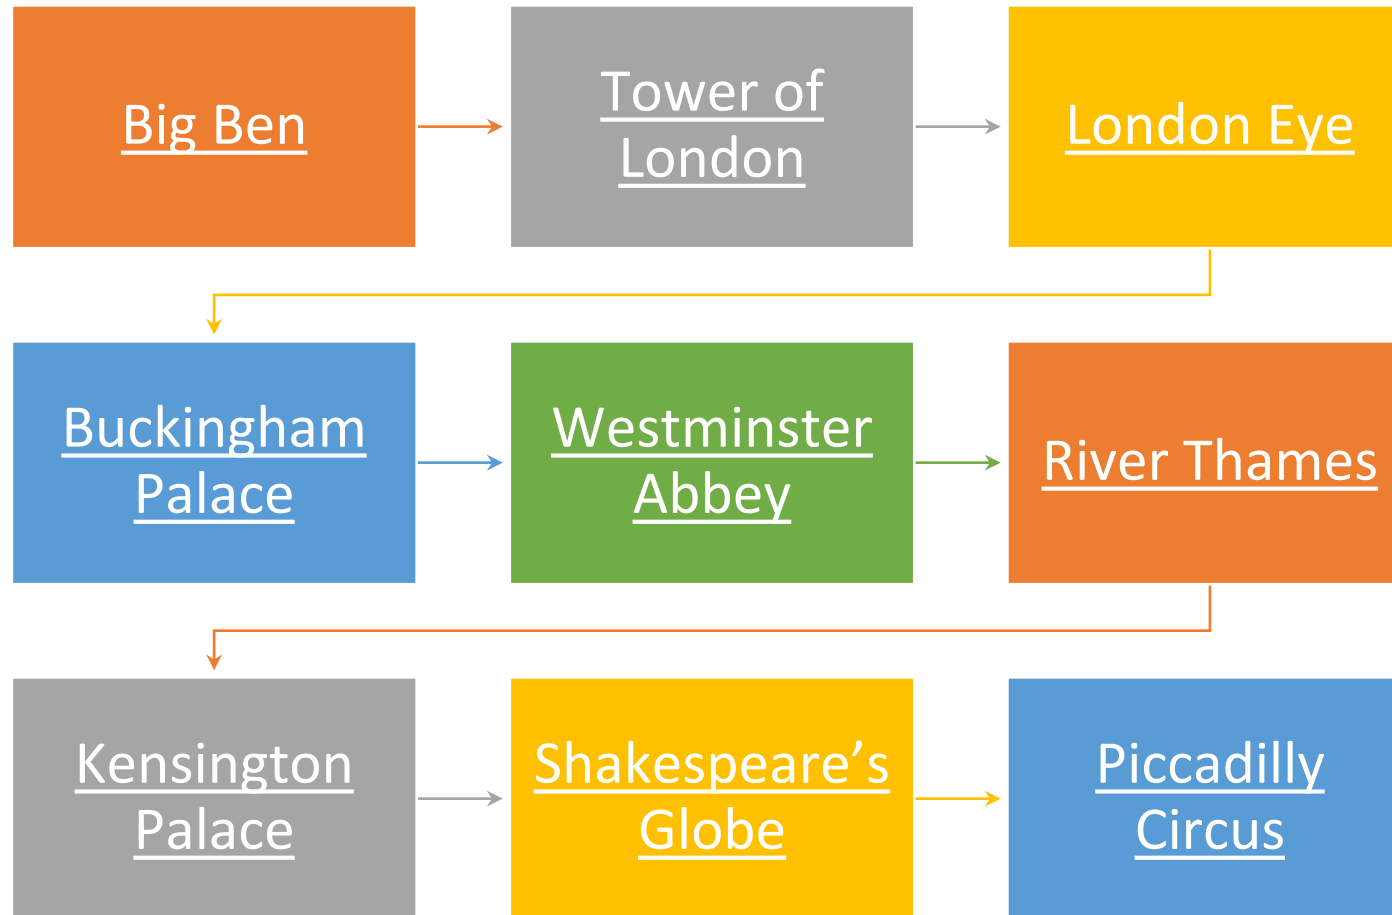 Big Ben
Tower of
London
London Eye
Buckingham
Palace
Westminster
Abbey
River Thames
Kensington
Palace
Shakespeare’s
Globe
Piccadilly
Circus